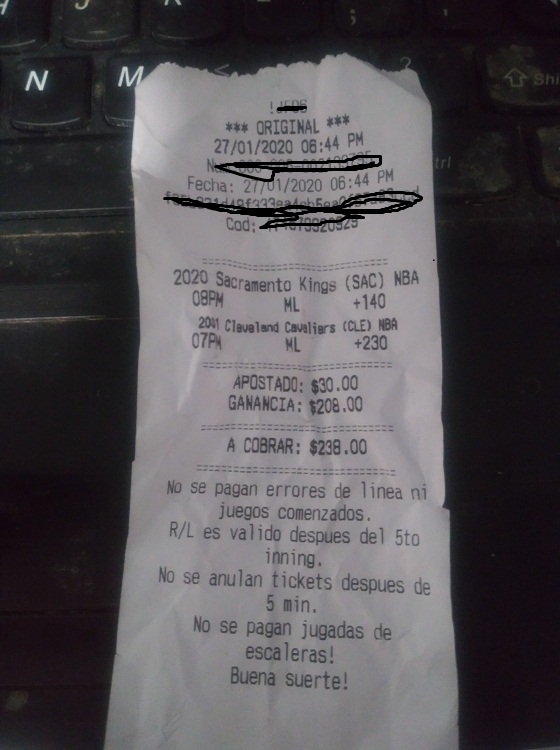 *** ORIGINAL ***
27/01/2020 06:44 PM
Fecha: 27/01/2020 06:44 PM
Cod:
2020 Sacramento Kings (SAC) NBA
08PM ML +140
2041 Cleveland Cavaliers (CLE) NBA
07PM ML +230
APOSTADO: $30.00
GANANCIA: $208.00
A COBRAR: $238.00
No se pagan errores de linea ni
juegos comenzados.
R/L es valido despues del 5to
inning.
No se anulan tickets despues de
5 min.
No se pagan jugadas de
escaleras!
Buena suerte!
N
M
?
Shi
trl